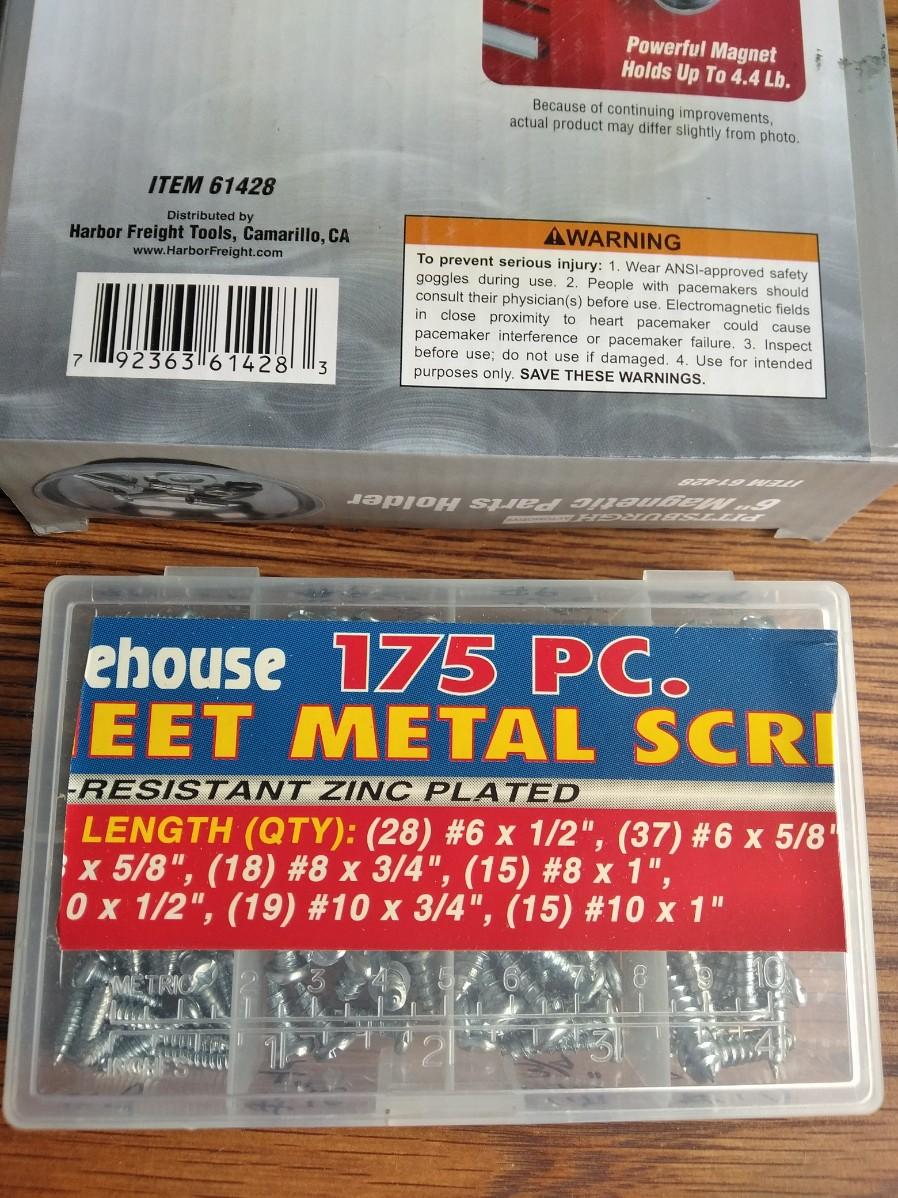 Powerful Magnet
Holds Up To 4.4 Lb.
Because of continuing improvements,
actual product may differ slightly from photo.
ITEM 61428
Distributed by
Harbor Freight Tools, Camarillo, CA
www.HarborFreight.com
7 92363 61428 3
WARNING
To prevent serious injury: 1. Wear ANSI-approved safety
goggles during use. 2. People with pacemakers should
consult their physician(s) before use. Electromagnetic fields
in close proximity to heart pacemaker could cause
pacemaker interference or pacemaker failure. 3. Inspect
before use; do not use if damaged. 4. Use for intended
purposes only. SAVE THESE WARNINGS.
ITEM 61428
PITTSBURGH AUTOMOTIVE
6" Magnetic Parts Holder
ehouse 175 PC.
EET METAL SCR
-RESISTANT ZINC PLATED
LENGTH (QTY): (28) #6 x 1/2", (37) #6 x 5/8"
x 5/8", (18) #8 x 3/4", (15) #8 x 1",
0 x 1/2", (19) #10 x 3/4", (15) #10 x 1"
METRIC 2 3 4 5 6 7 8 9 10
INCHES 1 2 3 4